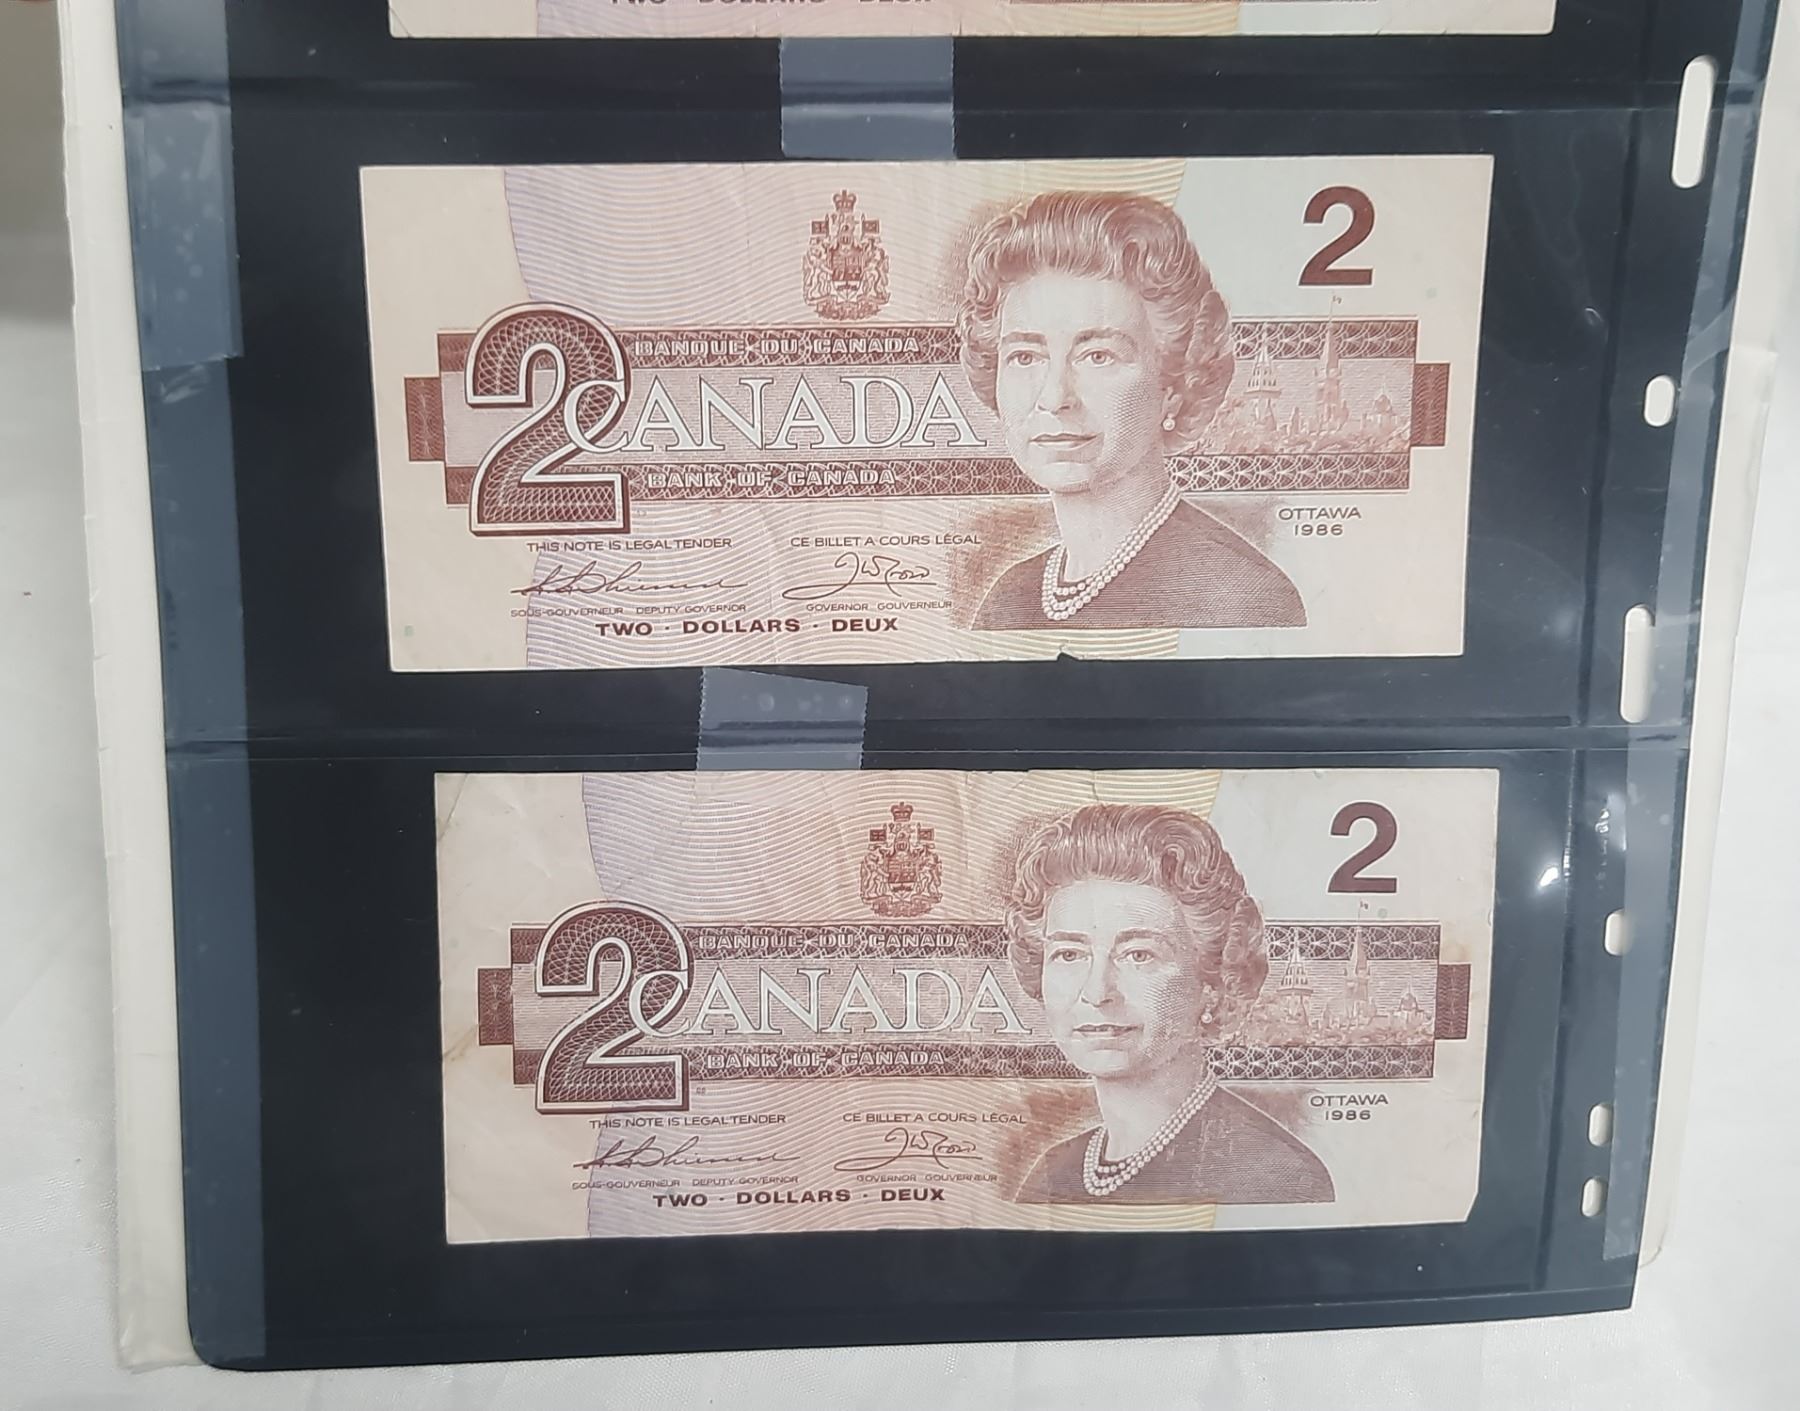 TWO · DOLLARS · DEUX
2
BANQUE DU CANADA
2 CANADA
BANK OF CANADA
OTTAWA
1986
THIS NOTE IS LEGAL TENDER CE BILLET A COURS LÉGAL
SOUS-GOUVERNEUR DEPUTY GOVERNOR GOVERNOR GOUVERNEUR
TWO · DOLLARS · DEUX
2
BANQUE DU CANADA
2 CANADA
BANK OF CANADA
OTTAWA
1986
THIS NOTE IS LEGAL TENDER CE BILLET A COURS LÉGAL
SOUS-GOUVERNEUR DEPUTY GOVERNOR GOVERNOR GOUVERNEUR
TWO · DOLLARS · DEUX